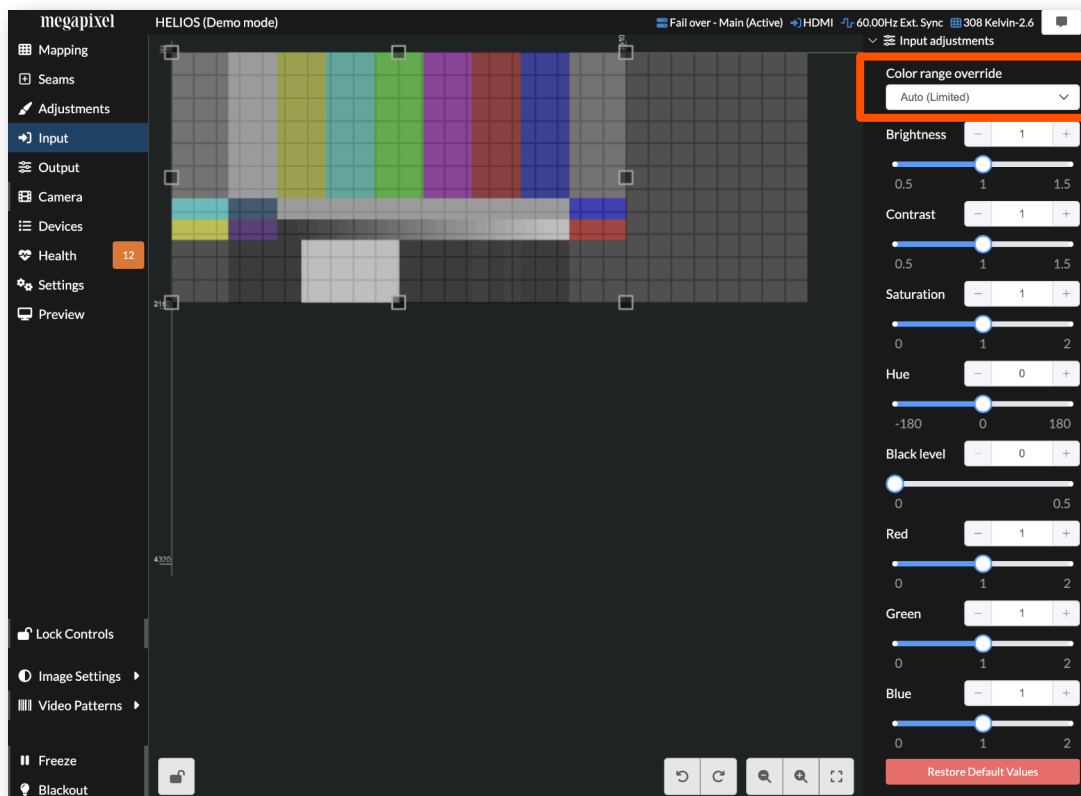 megapixel
HELIOS (Demo mode)
Fail over - Main (Active) HDMI 60.00Hz Ext. Sync 308 Kelvin-2.6
Mapping
Seams
Adjustments
Input
Output
Camera
Devices
Health 12
Settings
Preview
Lock Controls
Image Settings
Video Patterns
Freeze
Blackout
2160
4320
Input adjustments
Color range override
Auto (Limited)
Brightness − 1 +
0.5 1 1.5
Contrast − 1 +
0.5 1 1.5
Saturation − 1 +
0 1 2
Hue − 0 +
-180 0 180
Black level − 0 +
0 0.5
Red − 1 +
0 1 2
Green − 1 +
0 1 2
Blue − 1 +
0 1 2
Restore Default Values